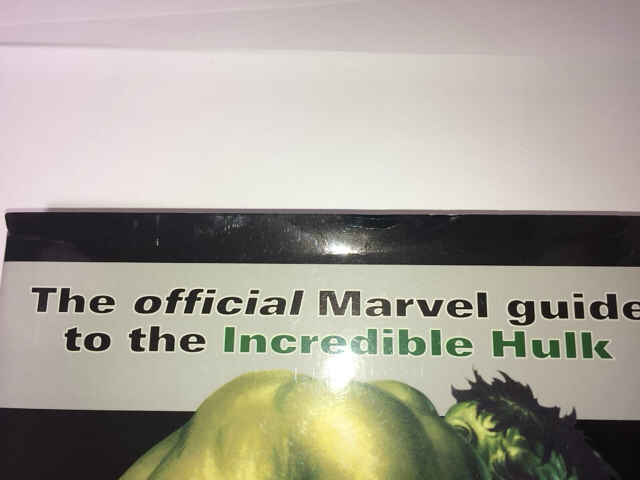 The official Marvel guide
to the Incredible Hulk